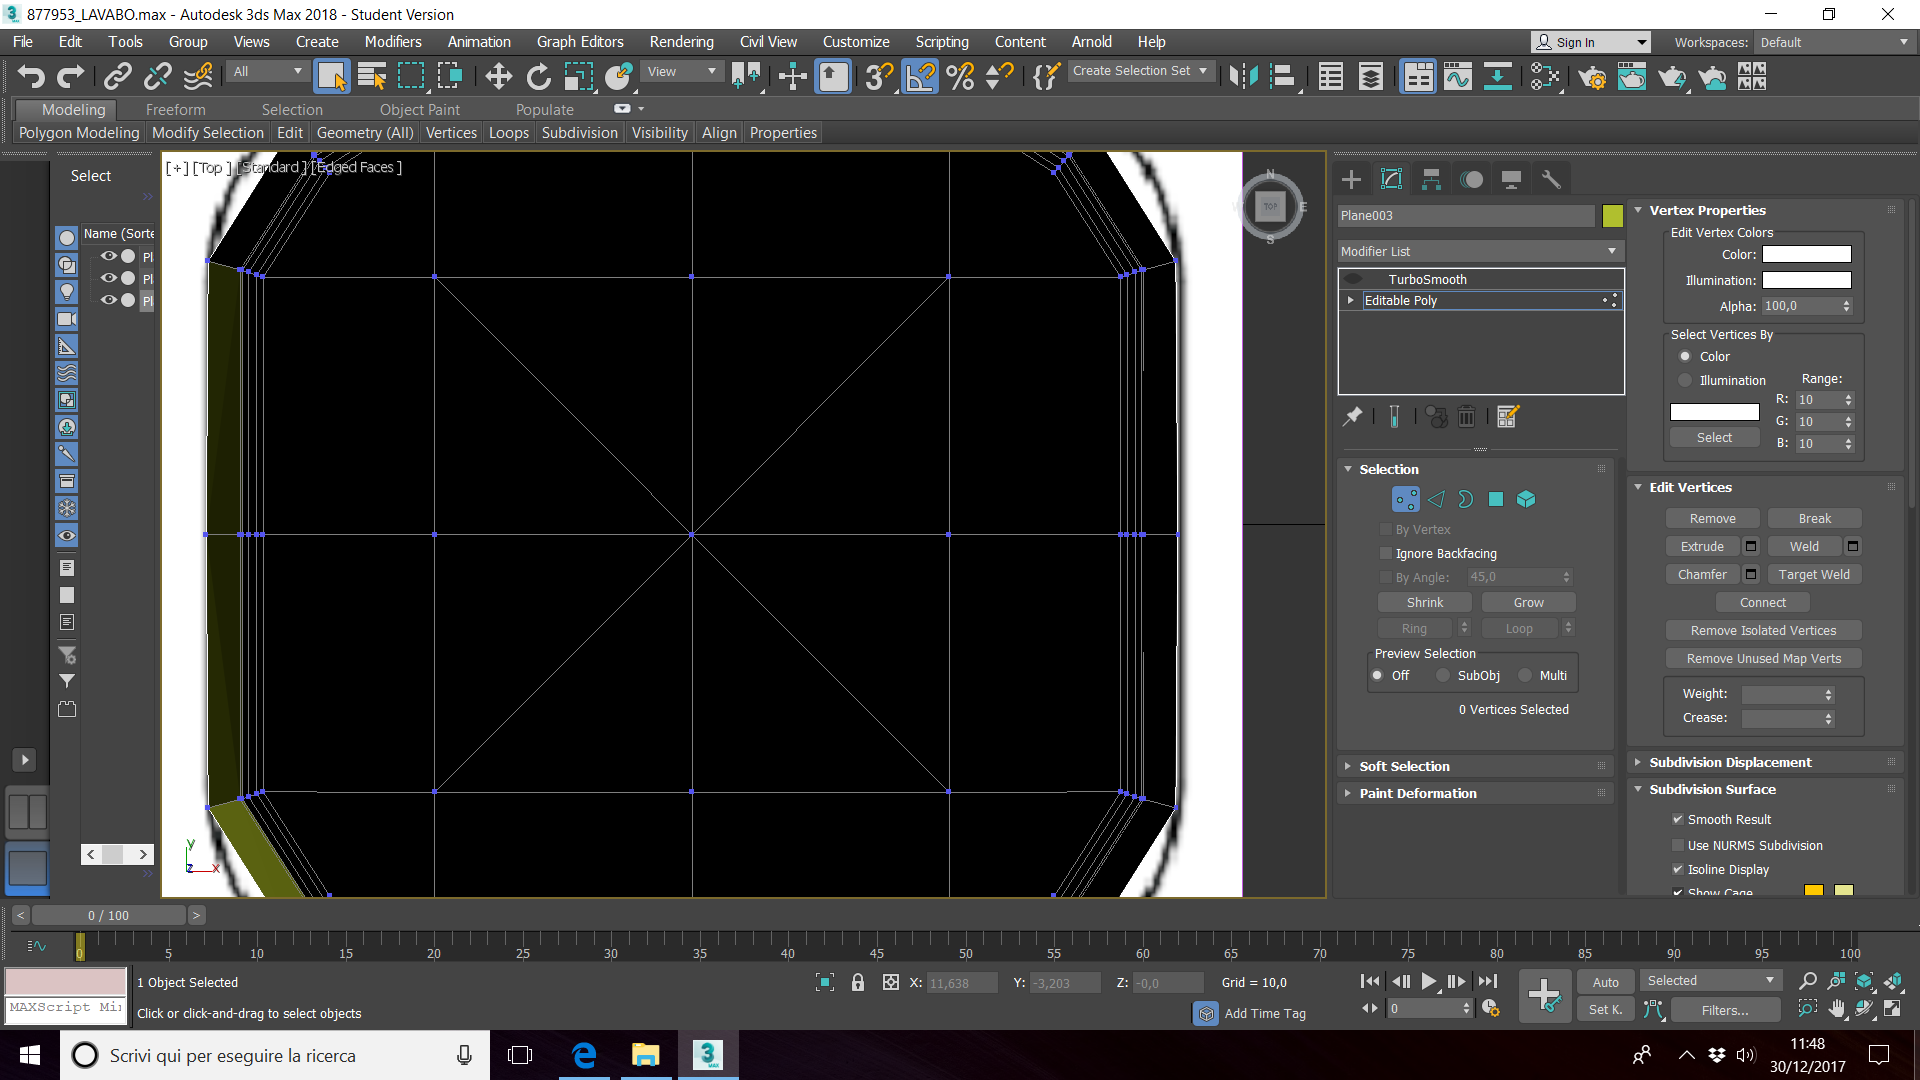 877953_LAVABO.max - Autodesk 3ds Max 2018 - Student Version
File Edit Tools Group Views Create Modifiers Animation Graph Editors Rendering Civil View Customize Scripting Content Arnold Help
Sign In Workspaces: Default
All View Create Selection Set
Modeling Freeform Selection Object Paint Populate
Polygon Modeling Modify Selection Edit Geometry (All) Vertices Loops Subdivision Visibility Align Properties
Select
Name (Sorte
Pl
Pl
Pl
[+] [Top ] [Standard ] [Edged Faces ]
N
TOP
E
S
y
z x
Plane003
Modifier List
TurboSmooth
Editable Poly
Selection
By Vertex
Ignore Backfacing
By Angle: 45,0
Shrink Grow
Ring Loop
Preview Selection
Off SubObj Multi
0 Vertices Selected
Soft Selection
Paint Deformation
Vertex Properties
Edit Vertex Colors
Color:
Illumination:
Alpha: 100,0
Select Vertices By
Color
Illumination Range:
R: 10
G: 10
Select B: 10
Edit Vertices
Remove Break
Extrude Weld
Chamfer Target Weld
Connect
Remove Isolated Vertices
Remove Unused Map Verts
Weight:
Crease:
Subdivision Displacement
Subdivision Surface
Smooth Result
Use NURMS Subdivision
Isoline Display
Show Cage
< 0 / 100 >
0 5 10 15 20 25 30 35 40 45 50 55 60 65 70 75 80 85 90 95 100
1 Object Selected X: 11,638 Y: -3,203 Z: -0,0 Grid = 10,0 Auto Selected
MAXScript Mi
Click or click-and-drag to select objects Add Time Tag 0 Set K. Filters...
Scrivi qui per eseguire la ricerca
3 MAX
11:48
30/12/2017